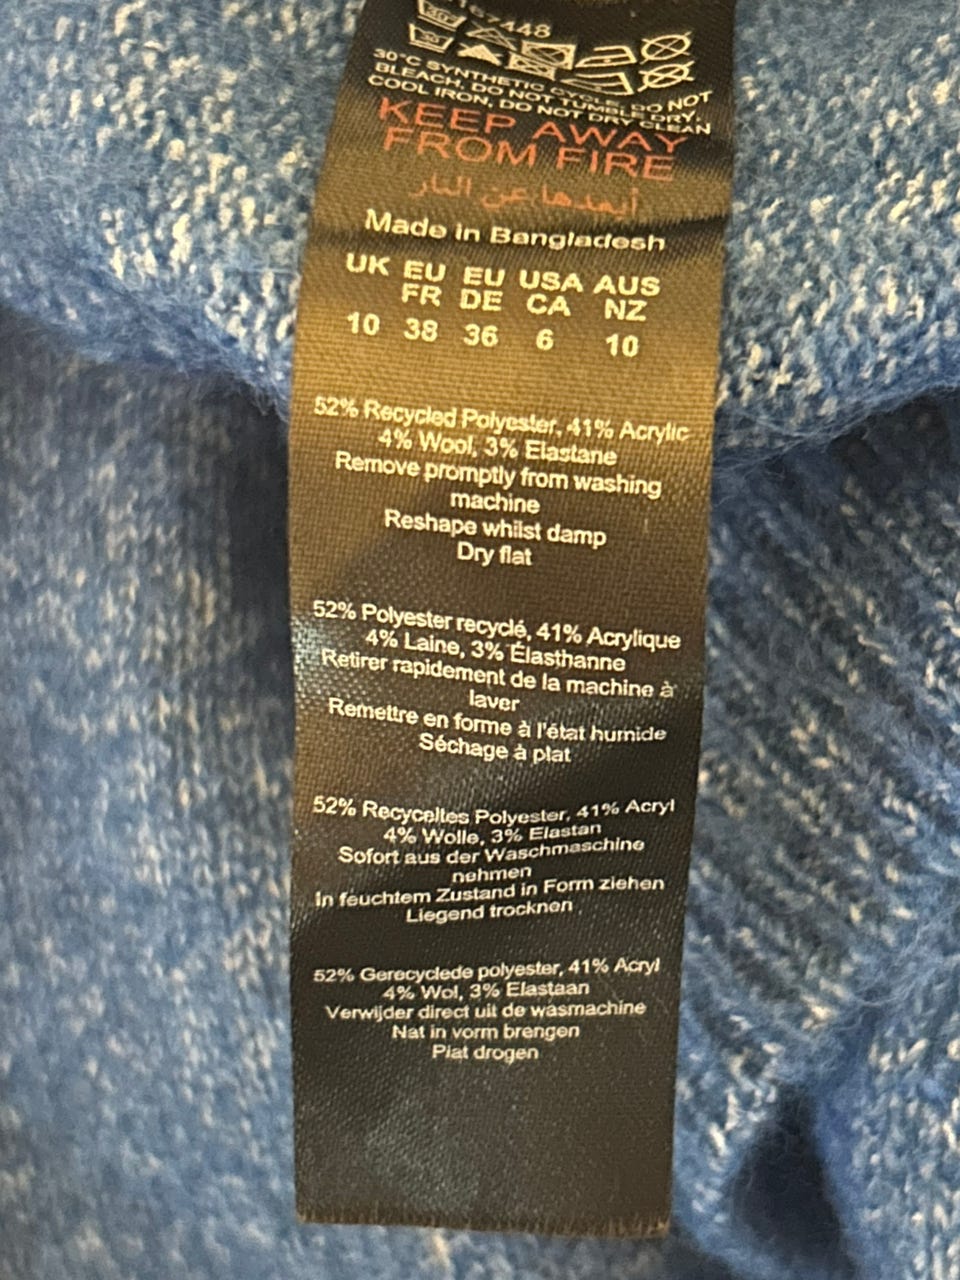 30°C SYNTHETIC CYCLE, DO NOT
BLEACH, DO NOT TUMBLE DRY,
COOL IRON, DO NOT DRY CLEAN
KEEP AWAY
FROM FIRE
أبعدها عن النار
Made in Bangladesh
UK EU EU USA AUS
FR DE CA NZ
10 38 36 6 10
52% Recycled Polyester, 41% Acrylic
4% Wool, 3% Elastane
Remove promptly from washing
machine
Reshape whilst damp
Dry flat
52% Polyester recyclé, 41% Acrylique
4% Laine, 3% Élasthanne
Retirer rapidement de la machine à
laver
Remettre en forme à l'état humide
Séchage à plat
52% Recyceltes Polyester, 41% Acryl
4% Wolle, 3% Elastan
Sofort aus der Waschmaschine
nehmen
In feuchtem Zustand in Form ziehen
Liegend trocknen
52% Gerecyclede polyester, 41% Acryl
4% Wol, 3% Elastaan
Verwijder direct uit de wasmachine
Nat in vorm brengen
Plat drogen